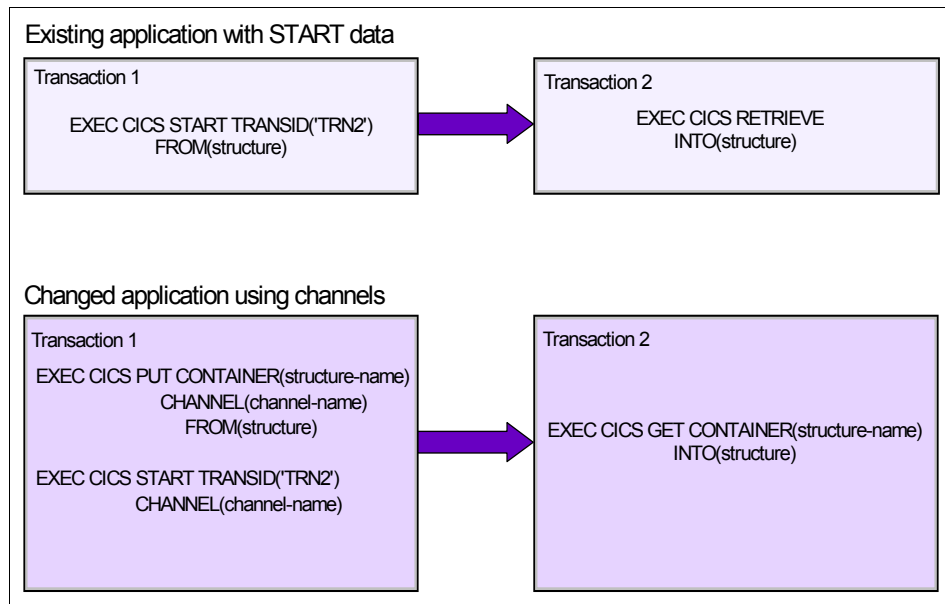 Existing application with START data
Transaction 1
EXEC CICS START TRANSID('TRN2')
FROM(structure)
Transaction 2
EXEC CICS RETRIEVE
INTO(structure)
Changed application using channels
Transaction 1
EXEC CICS PUT CONTAINER(structure-name)
CHANNEL(channel-name)
FROM(structure)
EXEC CICS START TRANSID('TRN2')
CHANNEL(channel-name)
Transaction 2
EXEC CICS GET CONTAINER(structure-name)
INTO(structure)